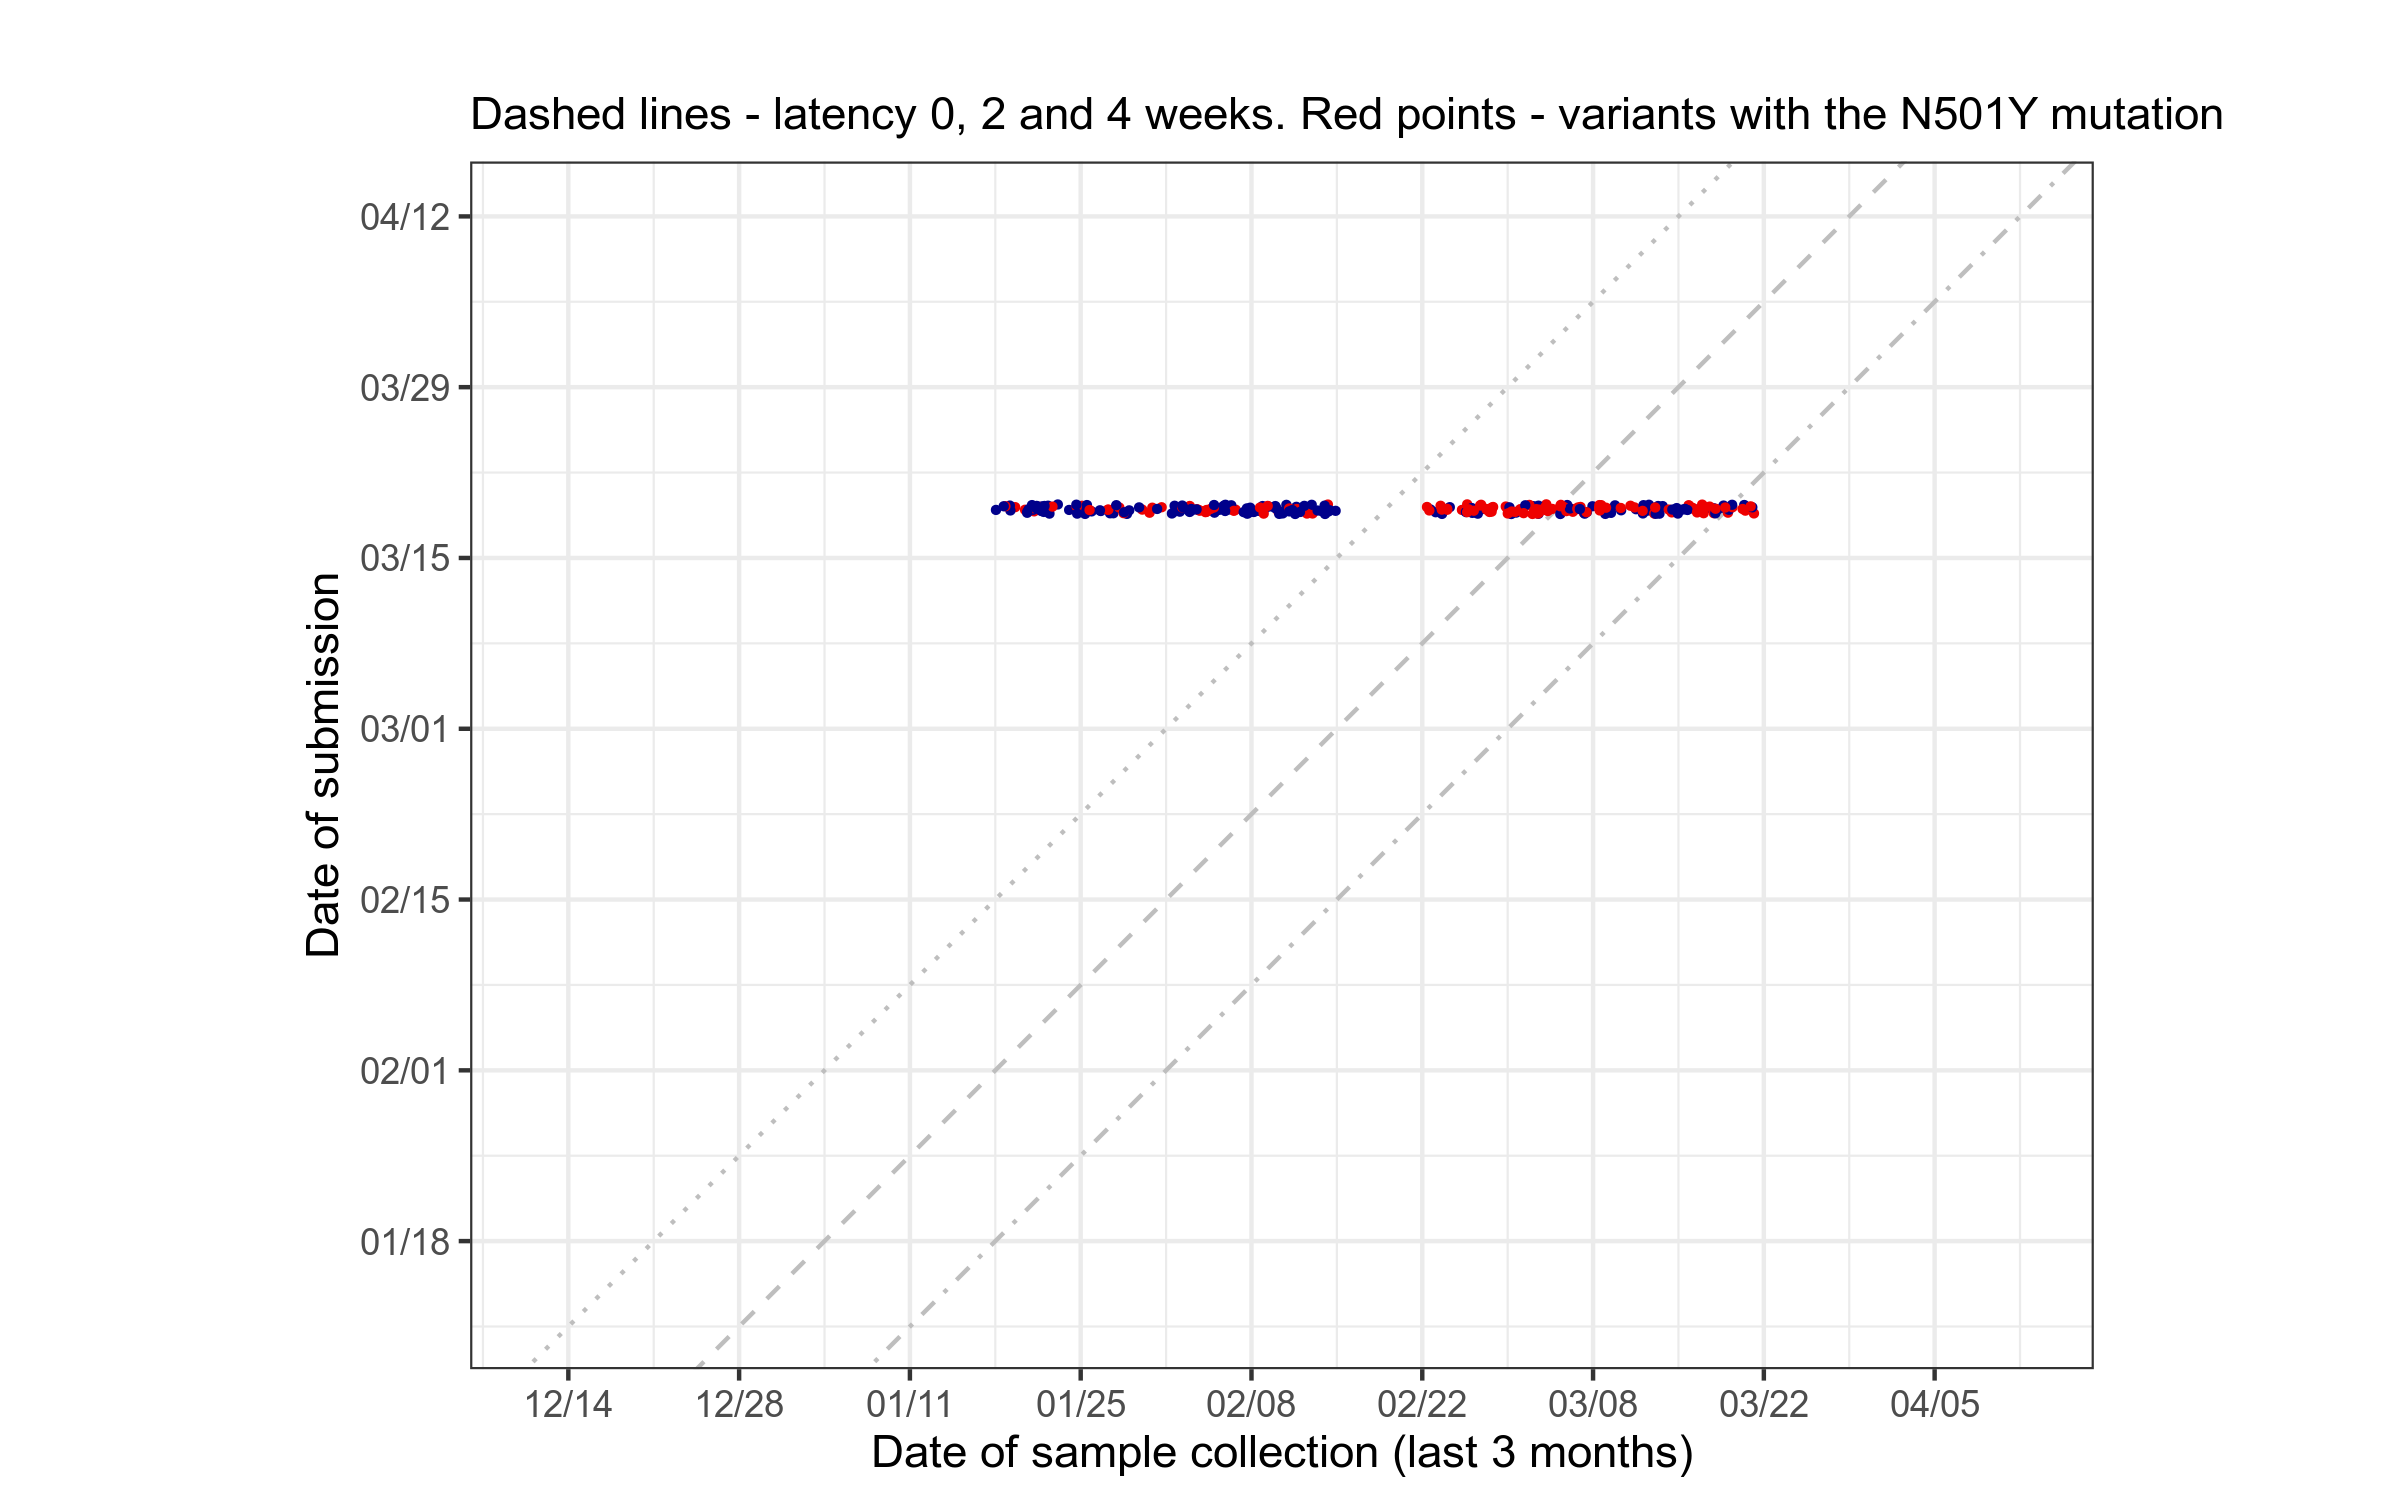 Dashed lines - latency 0, 2 and 4 weeks. Red points - variants with the N501Y mutation
04/12
03/29
03/15
03/01
02/15
02/01
01/18
Date of submission
12/14 12/28 01/11 01/25 02/08 02/22 03/08 03/22 04/05
Date of sample collection (last 3 months)